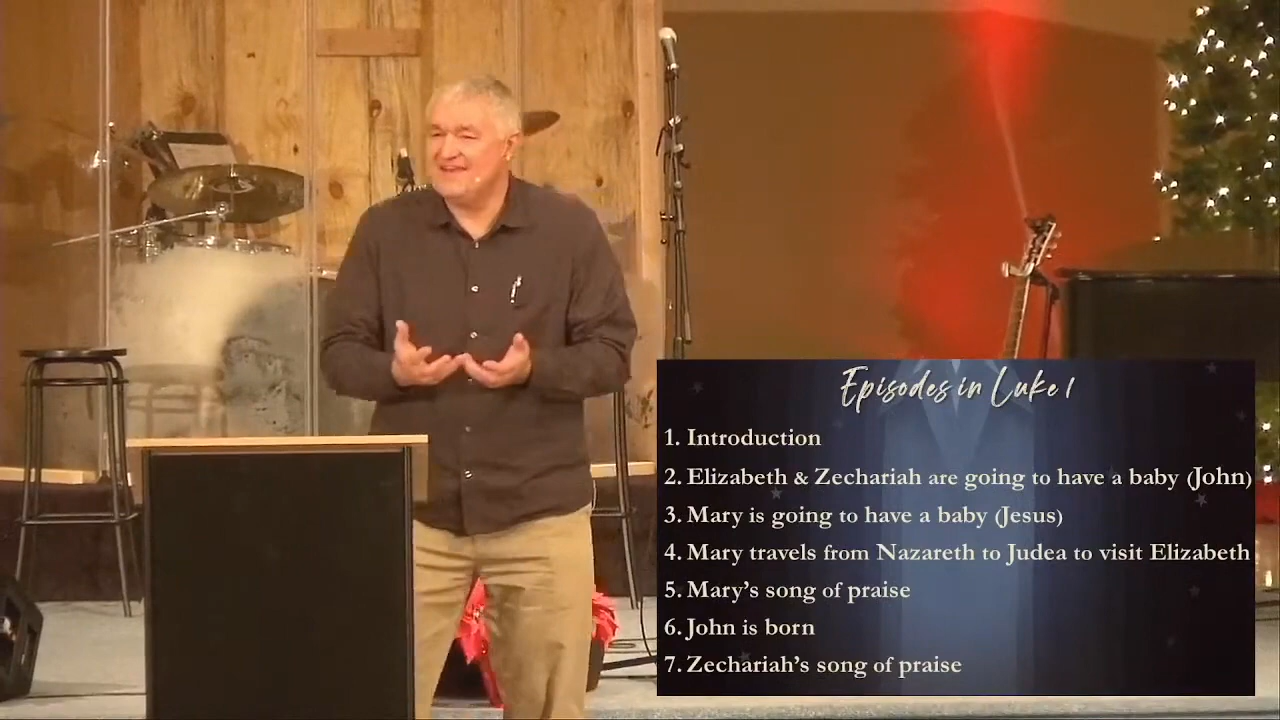 Episodes in Luke 1
1. Introduction
2. Elizabeth & Zechariah are going to have a baby (John)
3. Mary is going to have a baby (Jesus)
4. Mary travels from Nazareth to Judea to visit Elizabeth
5. Mary’s song of praise
6. John is born
7. Zechariah’s song of praise